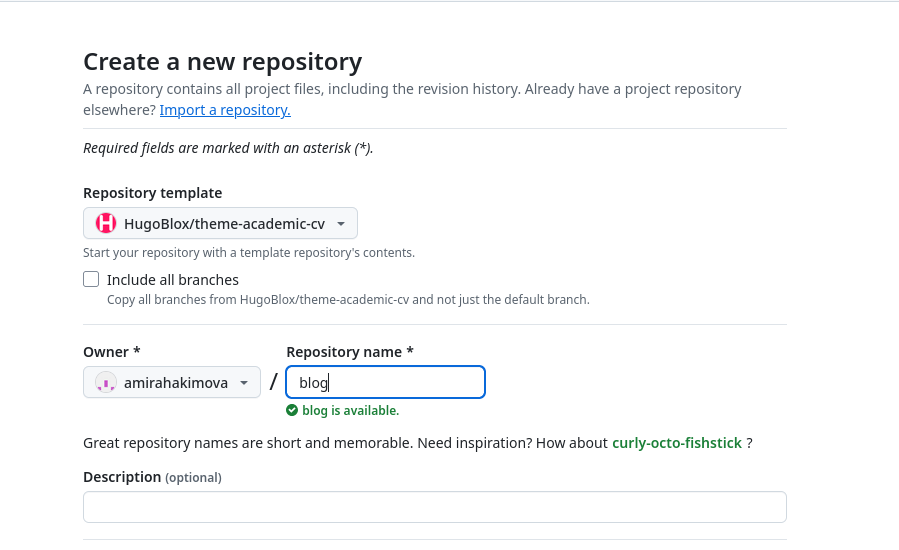 Create a new repository
A repository contains all project files, including the revision history. Already have a project repository
elsewhere? Import a repository.
Required fields are marked with an asterisk (*).
Repository template
HugoBlox/theme-academic-cv
Start your repository with a template repository's contents.
Include all branches
Copy all branches from HugoBlox/theme-academic-cv and not just the default branch.
Owner * Repository name *
amirahakimova / blog
blog is available.
Great repository names are short and memorable. Need inspiration? How about curly-octo-fishstick ?
Description (optional)